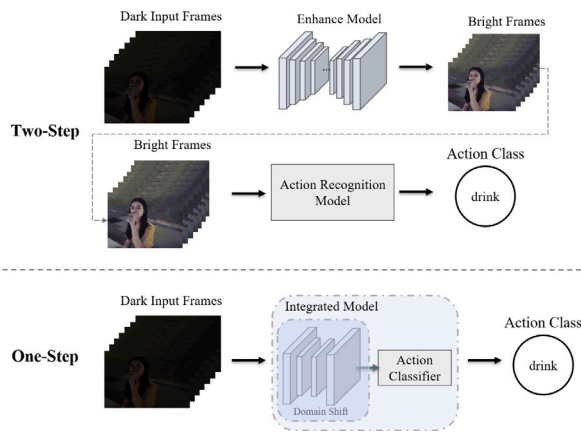 Dark Input Frames
Enhance Model
Bright Frames
...
Two-Step
Bright Frames
Action Class
Action Recognition
Model
drink
Dark Input Frames
Integrated Model
Action Class
One-Step
Action
Classifier
drink
Domain Shift